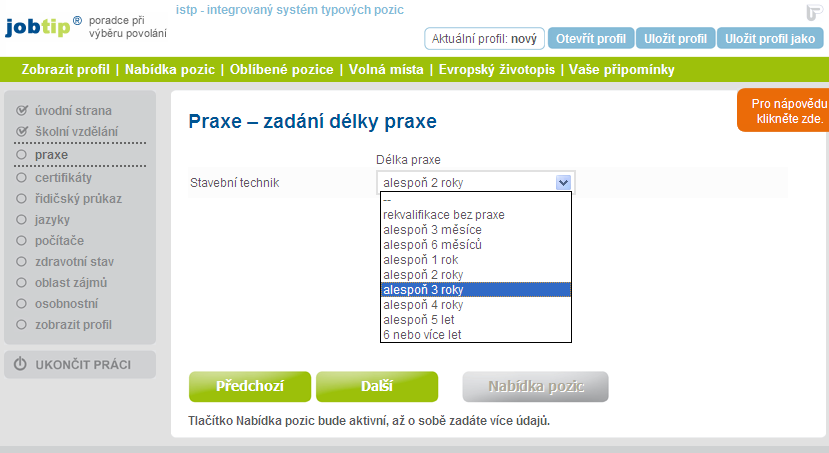 jobtip®
poradce při
výběru povolání
istp - integrovaný systém typových pozic
Aktuální profil: nový
Otevřít profil
Uložit profil
Uložit profil jako
Zobrazit profil | Nabídka pozic | Oblíbené pozice | Volná místa | Evropský životopis | Vaše připomínky
úvodní strana
školní vzdělání
praxe
certifikáty
řidičský průkaz
jazyky
počítače
zdravotní stav
oblast zájmů
osobnostní
zobrazit profil
UKONČIT PRÁCI
Praxe – zadání délky praxe
Pro nápovědu
klikněte zde.
Délka praxe
Stavební technik
alespoň 2 roky
--
rekvalifikace bez praxe
alespoň 3 měsíce
alespoň 6 měsíců
alespoň 1 rok
alespoň 2 roky
alespoň 3 roky
alespoň 4 roky
alespoň 5 let
6 nebo více let
Předchozí
Další
Nabídka pozic
Tlačítko Nabídka pozic bude aktivní, až o sobě zadáte více údajů.